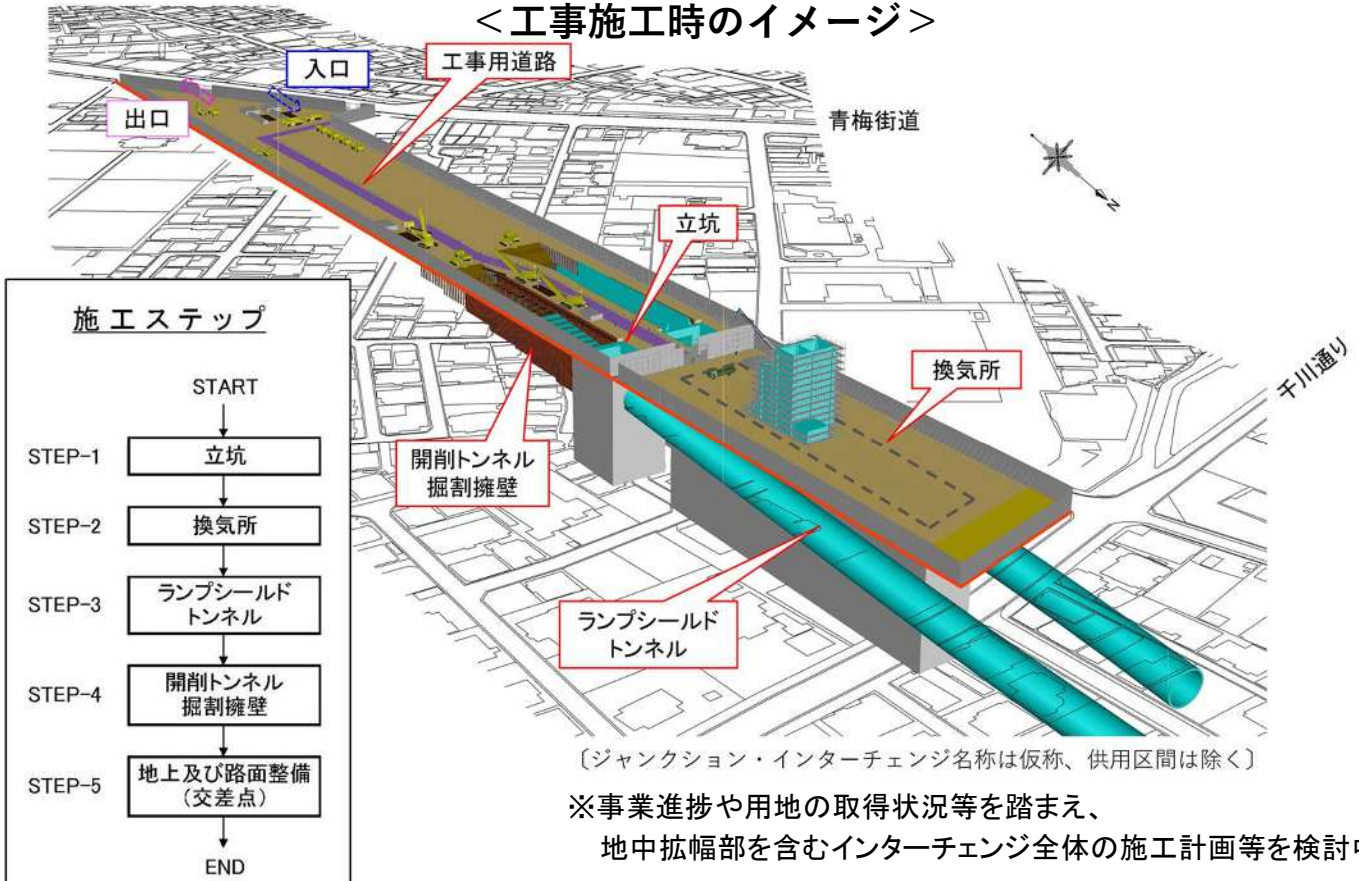 ＜工事施工時のイメージ＞
入口
工事用道路
出口
青梅街道
N
立坑
換気所
千川通り
開削トンネル
掘割擁壁
ランプシールド
トンネル
施工ステップ
START
STEP-1 立坑
STEP-2 換気所
STEP-3 ランプシールド
トンネル
STEP-4 開削トンネル
掘割擁壁
STEP-5 地上及び路面整備
(交差点)
END
〔ジャンクション・インターチェンジ名称は仮称、供用区間は除く〕
※事業進捗や用地の取得状況等を踏まえ、
地中拡幅部を含むインターチェンジ全体の施工計画等を検討